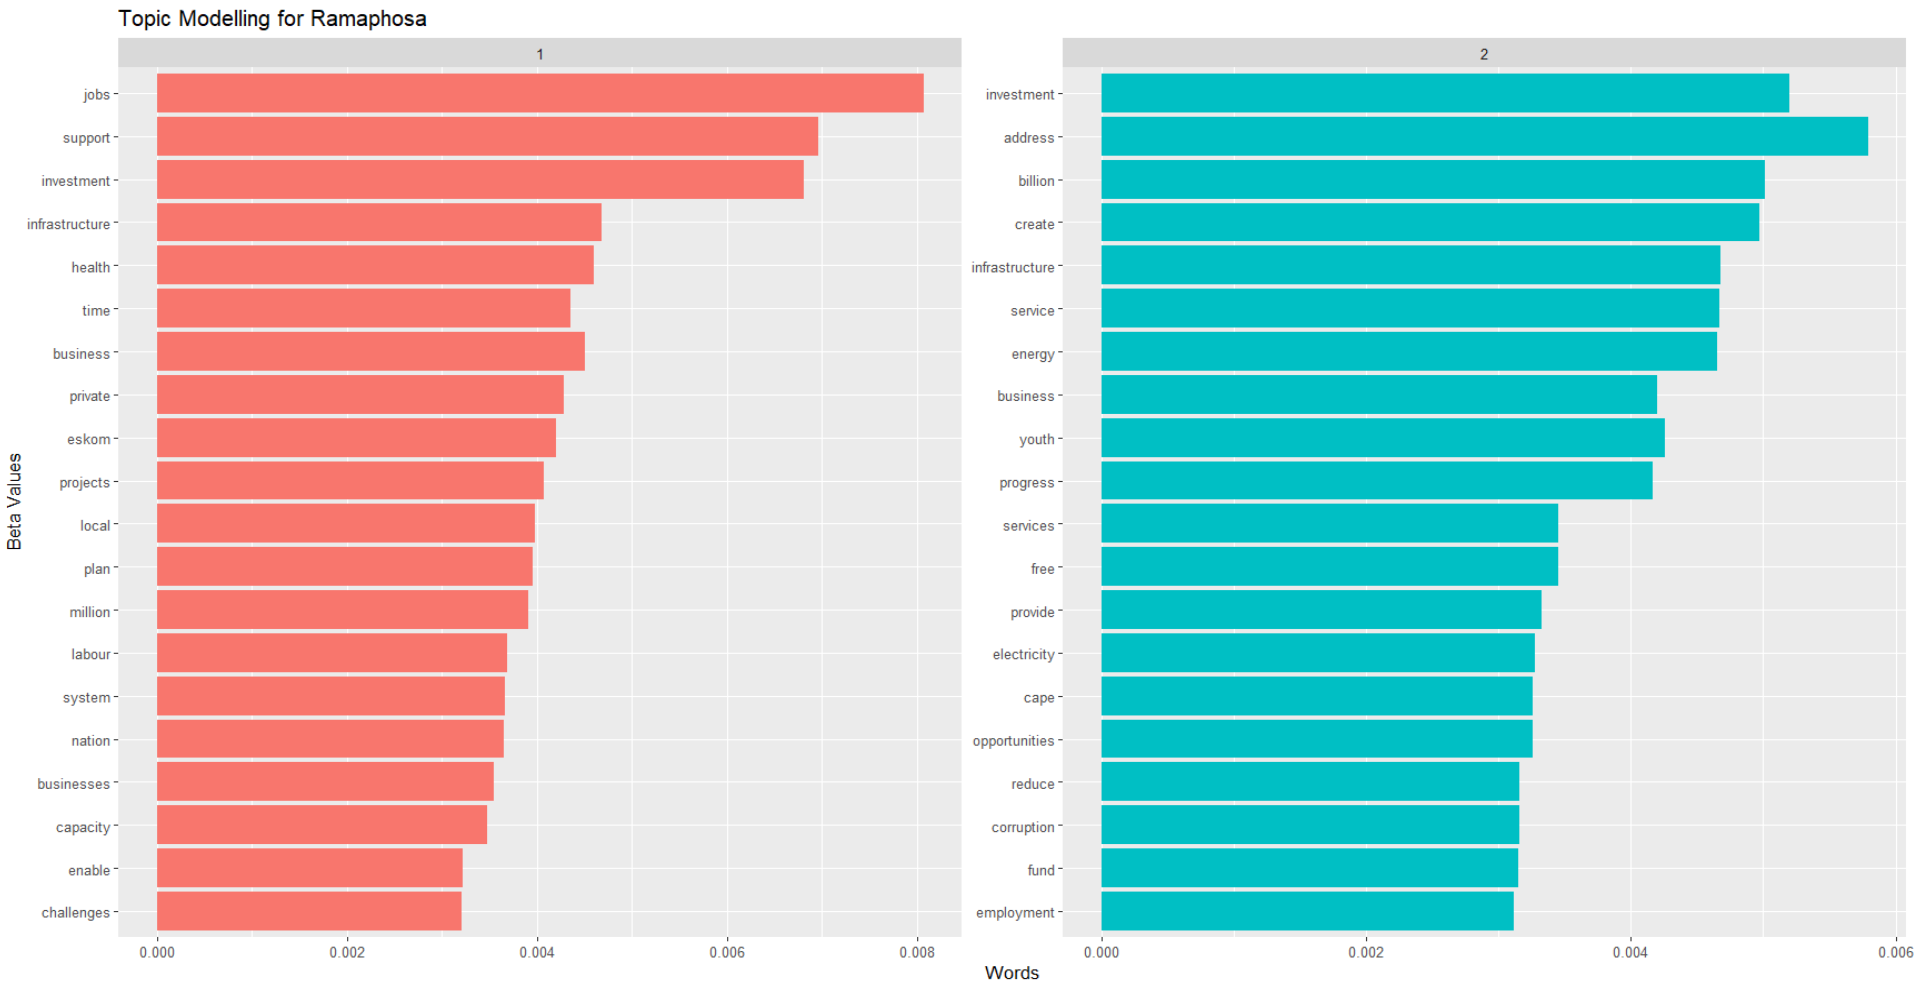 Topic Modelling for Ramaphosa
1
2
Beta Values
jobs
support
investment
infrastructure
health
time
business
private
eskom
projects
local
plan
million
labour
system
nation
businesses
capacity
enable
challenges
0.000 0.002 0.004 0.006 0.008
investment
address
billion
create
infrastructure
service
energy
business
youth
progress
services
free
provide
electricity
cape
opportunities
reduce
corruption
fund
employment
0.000 0.002 0.004 0.006
Words